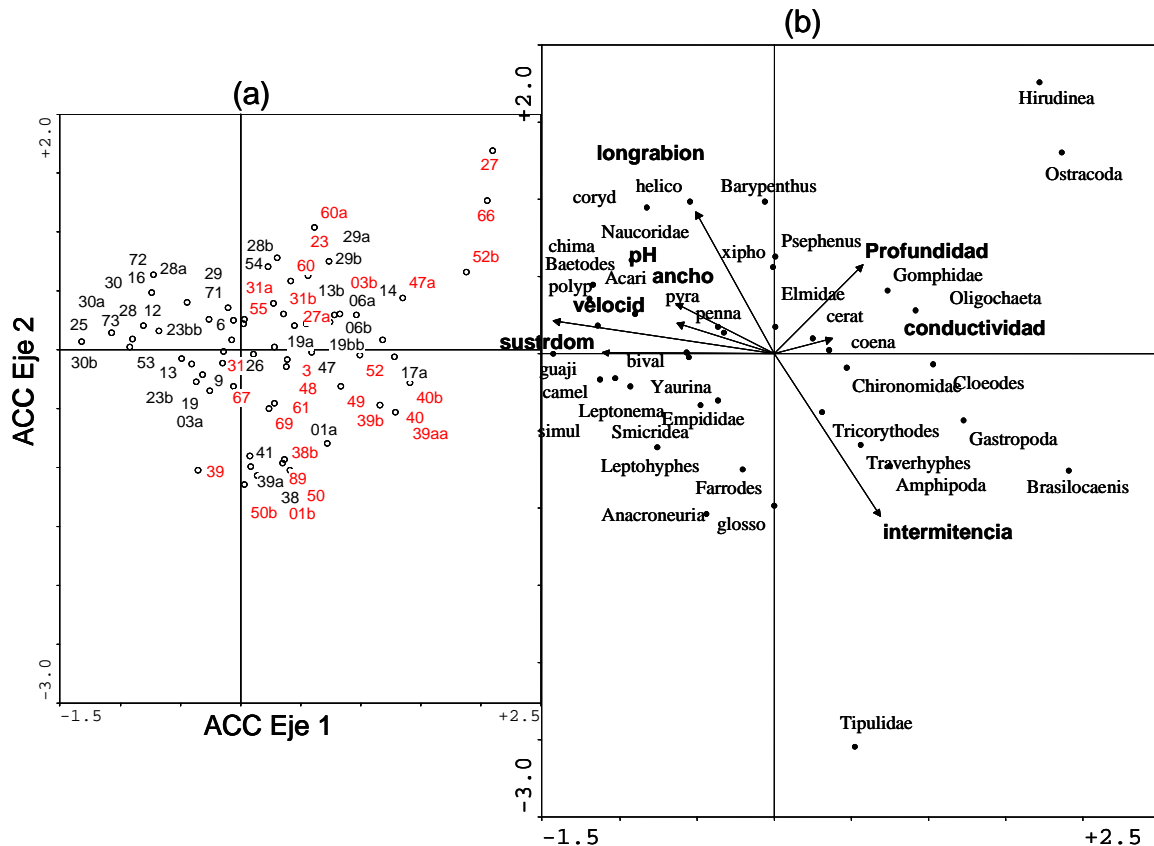 (a)
+2.0
27
66
60a
23
29a
28b
54
29b
60
52b
72
16
28a
30
29
31a
31b
03b
47a
14
13b
06a
71
30a
28
12
55
27a
73
25
23bb
6
06b
19a
19bb
30b
53
13
31
26
3
47
52
17a
9
67
48
23b
19
03a
61
49
40b
69
39b
40
39aa
01a
41
38b
39
39a
89
38
50
50b
01b
ACC Eje 2
-3.0
-1.5
ACC Eje 1
+2.5
(b)
+2.0
Hirudinea
Ostracoda
longrabion
helico
Barypenthus
coryd
Naucoridae
xipho
Psephenus
Profundidad
chima
pH
Baetodes
Acari
ancho
Gomphidae
polyp
pyra
Elmidae
Oligochaeta
velocid
penna
cerat
conductividad
sustrdom
coena
guaji
bival
camel
Yaurina
Chironomidae
Cloeodes
Leptonema
Empididae
simul
Smicridea
Tricorythodes
Gastropoda
Leptohyphes
Traverhyphes
Farrodes
Amphipoda
Brasilocaenis
Anacroneuria
glosso
intermitencia
Tipulidae
-3.0
-1.5
+2.5